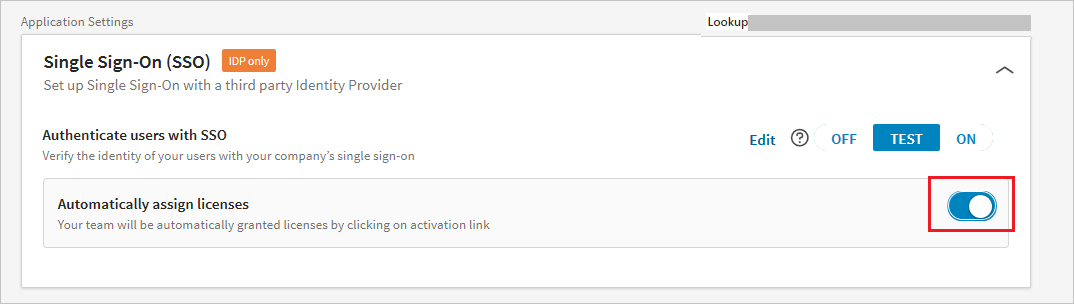 Application Settings
Lookup
Single Sign-On (SSO) IDP only
Set up Single Sign-On with a third party Identity Provider
Authenticate users with SSO
Edit ? OFF TEST ON
Verify the identity of your users with your company's single sign-on
Automatically assign licenses
Your team will be automatically granted licenses by clicking on activation link